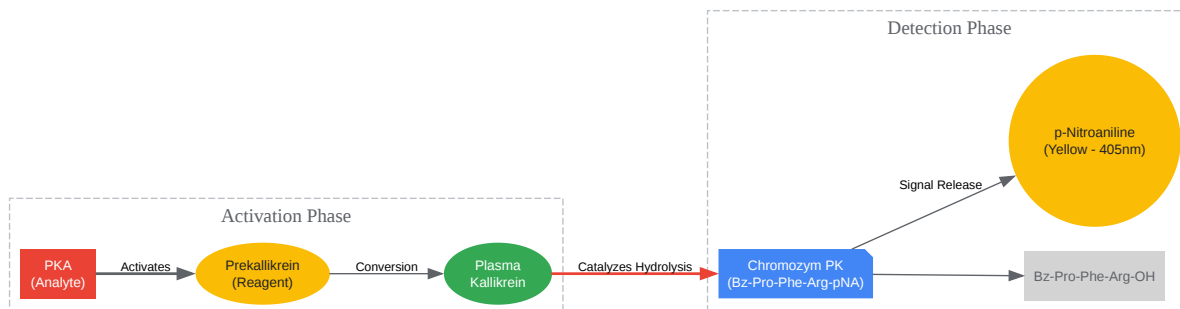 Detection Phase
p-Nitroaniline
(Yellow - 405nm)
Signal Release
Activation Phase
PKA
(Analyte)
Activates
Prekallikrein
(Reagent)
Conversion
Plasma
Kallikrein
Catalyzes Hydrolysis
Chromozym PK
(Bz-Pro-Phe-Arg-pNA)
Bz-Pro-Phe-Arg-OH